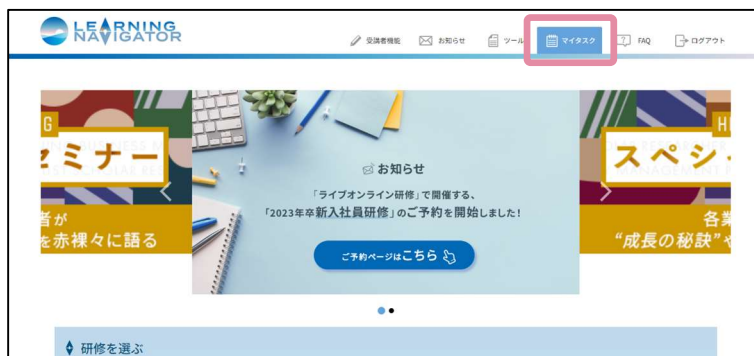 LEARNING
NAVIGATOR
受講者機能
お知らせ
ツール
マイタスク
FAQ
ログアウト
セミナー
者が
を赤裸々に語る
お知らせ
「ライブオンライン研修」で開催する、
「2023年卒新入社員研修」のご予約を開始しました!
ご予約ページはこちら
スペシ
各業
“成長の秘訣”や
研修を選ぶ